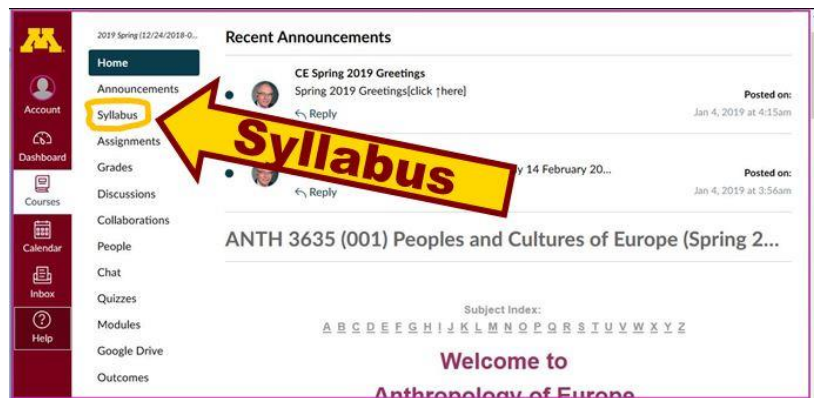 M
Account
Dashboard
Courses
Calendar
Inbox
Help
2019 Spring (12/24/2018-0...
Home
Announcements
Syllabus
Assignments
Grades
Discussions
Collaborations
People
Chat
Quizzes
Modules
Google Drive
Outcomes
Recent Announcements
CE Spring 2019 Greetings
Spring 2019 Greetings[click ↑here]
Reply
Posted on:
Jan 4, 2019 at 4:15am
Syllabus
14 February 20...
Reply
Posted on:
Jan 4, 2019 at 3:56am
ANTH 3635 (001) Peoples and Cultures of Europe (Spring 2...
Subject Index:
A B C D E F G H I J K L M N O P Q R S T U V W X Y Z
Welcome to
Anthropology of Europe